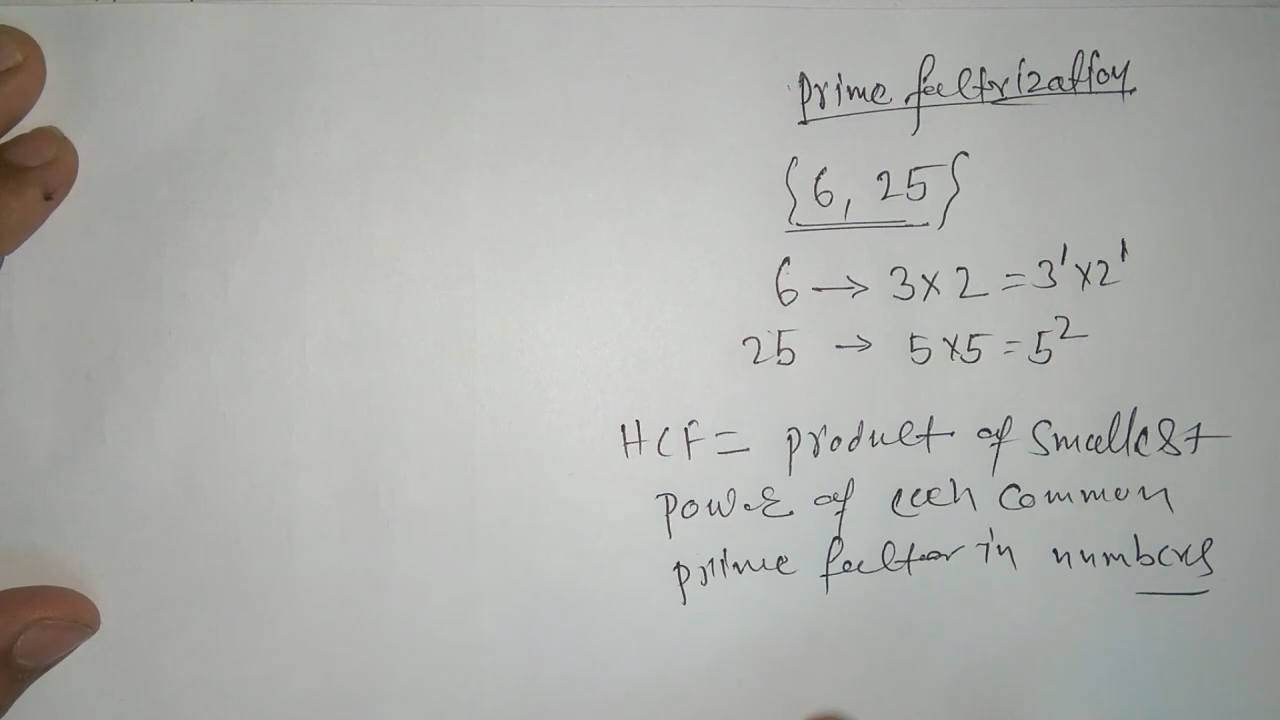 Prime factrization
{6, 25}
6 → 3×2 = 3¹×2¹
25 → 5×5 = 5²
HCF = product of smallest
power of each common
prime factor in numbers